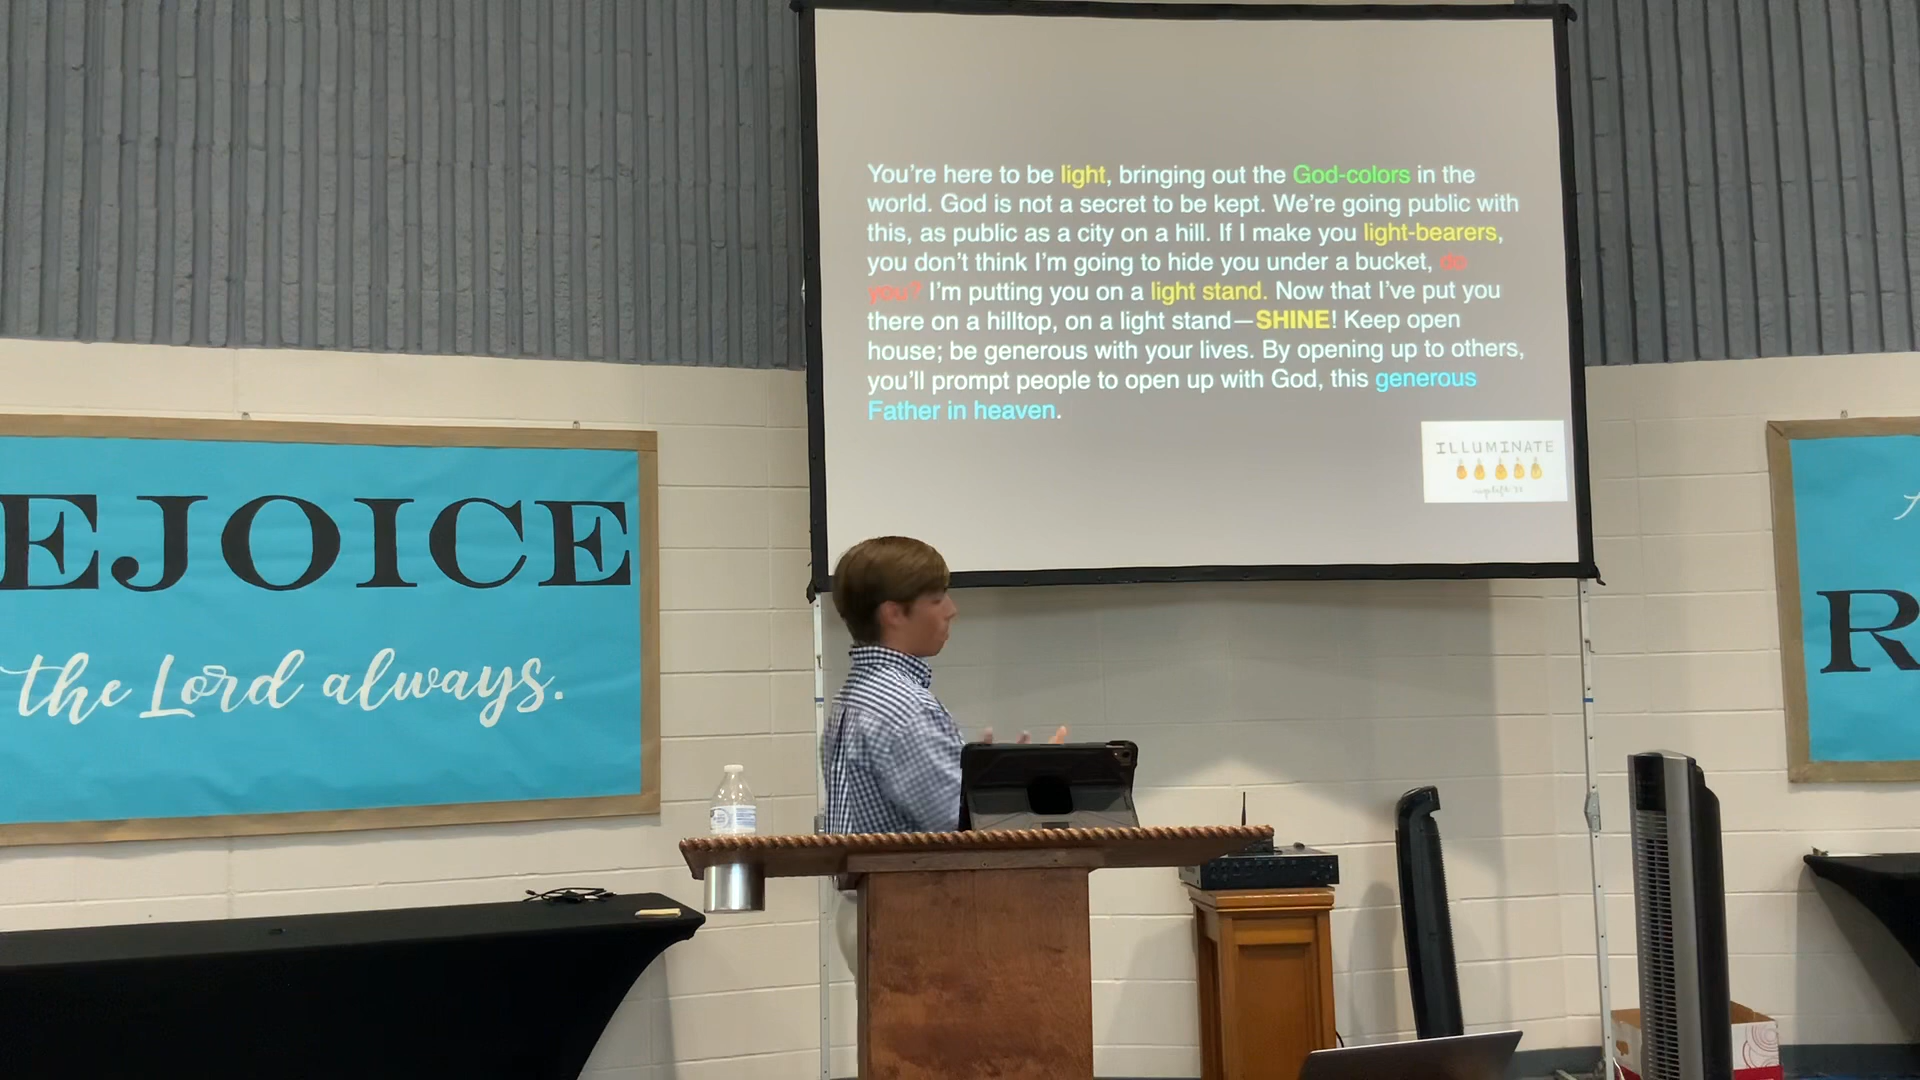 You're here to be light, bringing out the God-colors in the
world. God is not a secret to be kept. We're going public with
this, as public as a city on a hill. If I make you light-bearers,
you don't think I'm going to hide you under a bucket, do
you? I'm putting you on a light stand. Now that I've put you
there on a hilltop, on a light stand—SHINE! Keep open
house; be generous with your lives. By opening up to others,
you'll prompt people to open up with God, this generous
Father in heaven.
ILLUMINATE
EJOICE
the Lord always.
R